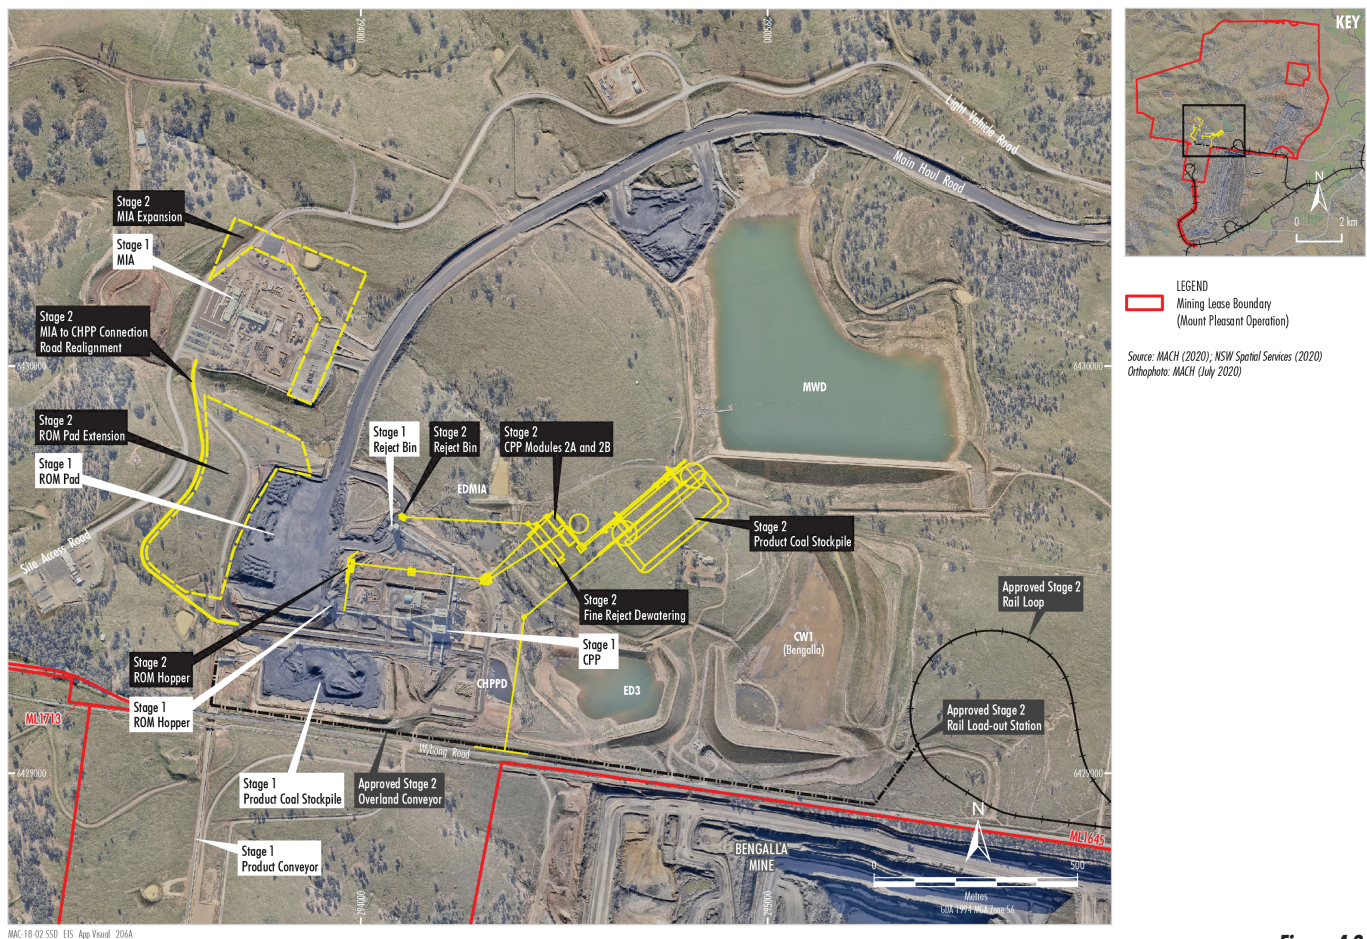 294000
295000
KEY
Light Vehicle Road
Main Haul Road
N
0 2 km
Stage 2
MIA Expansion
Stage 1
MIA
LEGEND
Mining Lease Boundary
(Mount Pleasant Operation)
Stage 2
MIA to CHPP Connection
Road Realignment
Source: MACH (2020); NSW Spatial Services (2020)
Orthophoto: MACH (July 2020)
6430000
6430000
MWD
Stage 2
ROM Pad Extension
Stage 1
Reject Bin
Stage 2
Reject Bin
Stage 2
CPP Modules 2A and 2B
Stage 1
ROM Pad
EDMIA
Stage 2
Product Coal Stockpile
Site Access Road
Approved Stage 2
Rail Loop
Stage 2
Fine Reject Dewatering
CW1
(Bengalla)
Stage 1
CPP
Stage 2
ROM Hopper
CHPPD
ED3
Stage 1
ROM Hopper
ML1713
Approved Stage 2
Rail Load-out Station
Wybong Road
6429000
6429000
Stage 1
Product Coal Stockpile
Approved Stage 2
Overland Conveyor
N
ML1645
Stage 1
Product Conveyor
BENGALLA
MINE
0 500
Metres
GDA 1994 MGA Zone 56
294000
295000
MAC-18-02 SSD EIS App Visual 206A